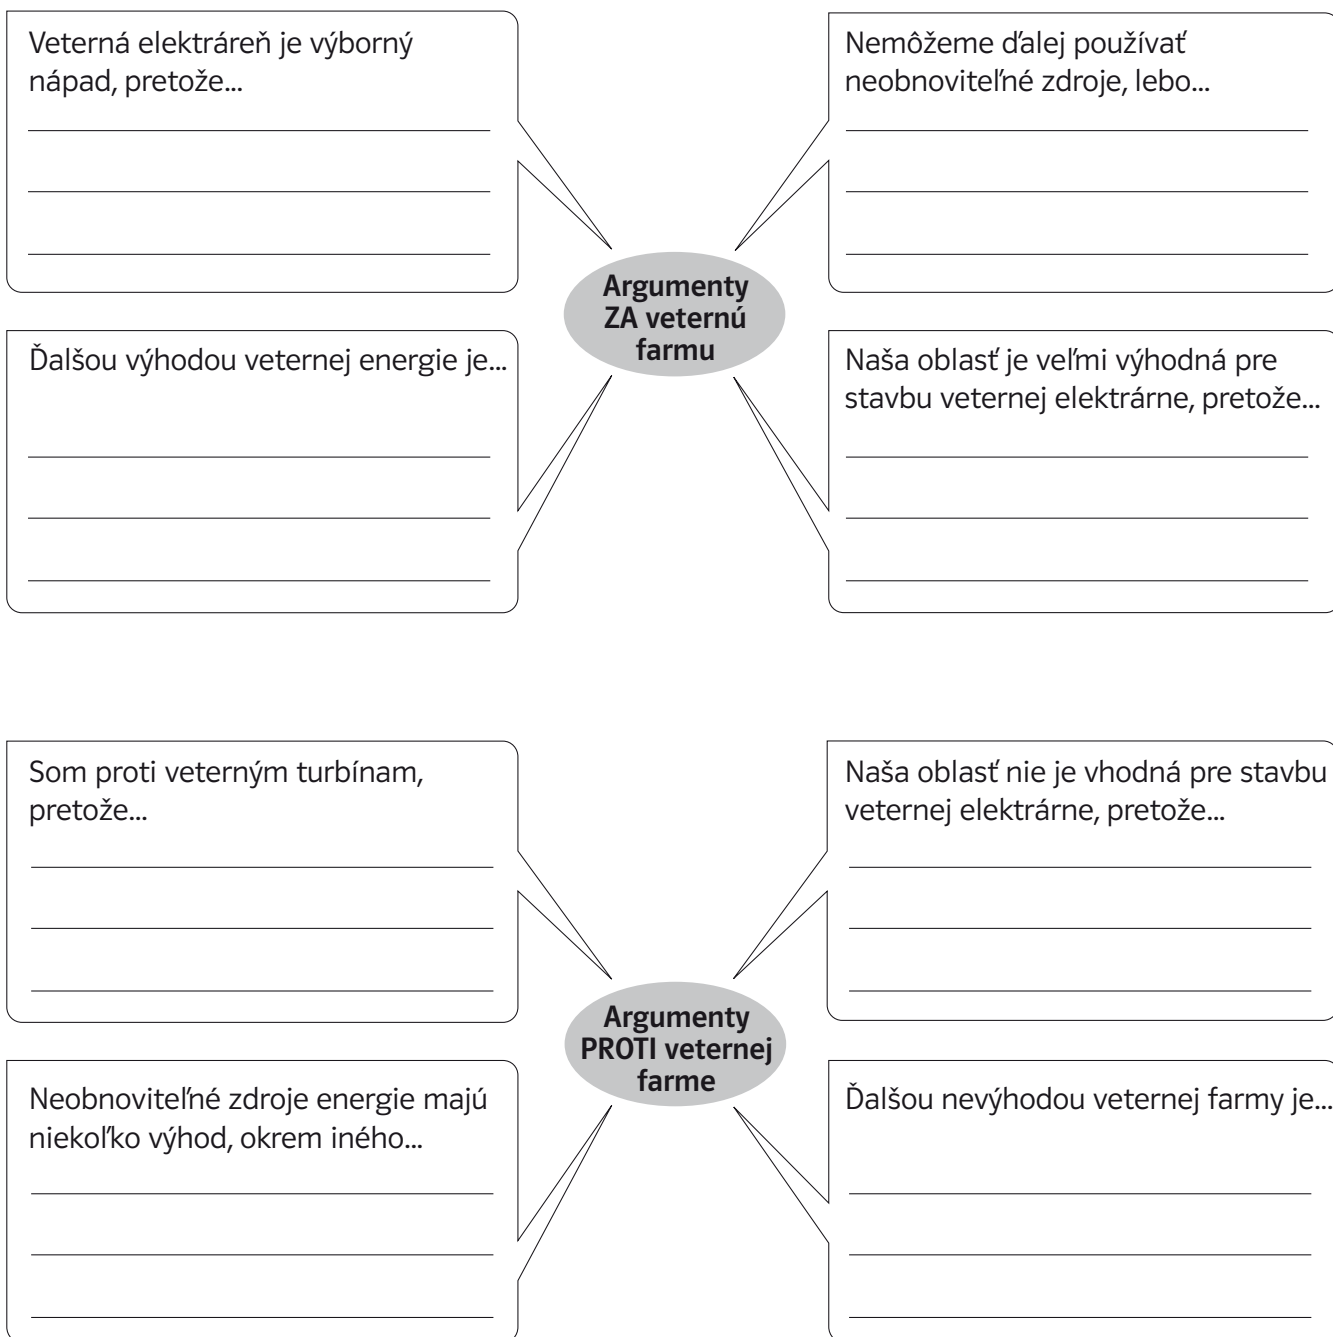 Veterná elektráreň je výborný
nápad, pretože...
Nemôžeme ďalej používať
neobnoviteľné zdroje, lebo...
Argumenty
ZA veternú
farmu
Ďalšou výhodou veternej energie je...
Naša oblasť je veľmi výhodná pre
stavbu veternej elektrárne, pretože...
Som proti veterným turbínam,
pretože...
Naša oblasť nie je vhodná pre stavbu
veternej elektrárne, pretože...
Argumenty
PROTI veternej
farme
Neobnoviteľné zdroje energie majú
niekoľko výhod, okrem iného...
Ďalšou nevýhodou veternej farmy je...